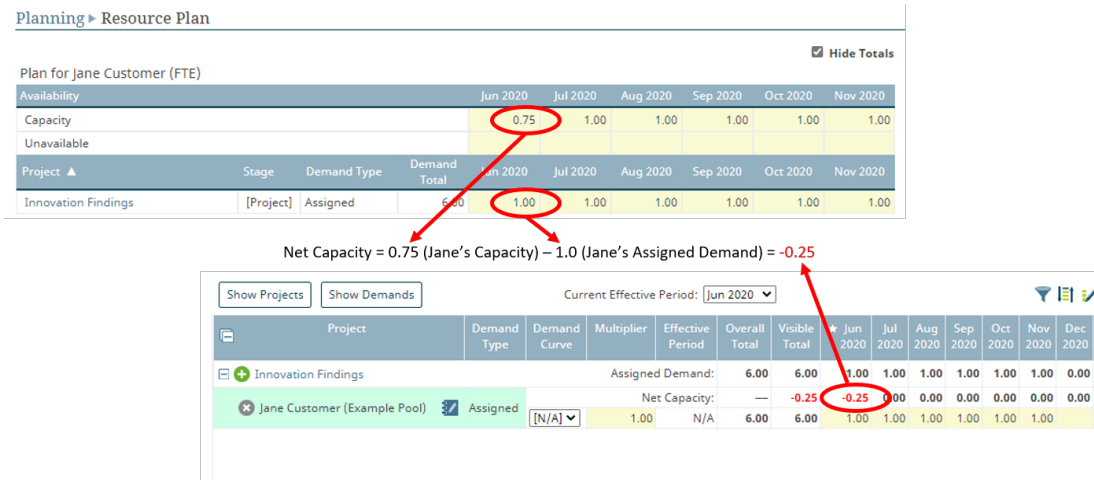 Planning ▸ Resource Plan
Hide Totals
Plan for Jane Customer (FTE)
Availability Jun 2020 Jul 2020 Aug 2020 Sep 2020 Oct 2020 Nov 2020
Capacity 0.75 1.00 1.00 1.00 1.00 1.00
Unavailable
Project ▲ Stage Demand Type Demand Total Jun 2020 Jul 2020 Aug 2020 Sep 2020 Oct 2020 Nov 2020
Innovation Findings [Project] Assigned 6.00 1.00 1.00 1.00 1.00 1.00 1.00
Net Capacity = 0.75 (Jane’s Capacity) – 1.0 (Jane’s Assigned Demand) = -0.25
Show Projects Show Demands Current Effective Period: Jun 2020
Project Demand Type Demand Curve Multiplier Effective Period Overall Total Visible Total ★ Jun 2020 Jul 2020 Aug 2020 Sep 2020 Oct 2020 Nov 2020 Dec 2020
Innovation Findings Assigned Demand: 6.00 6.00 1.00 1.00 1.00 1.00 1.00 1.00 0.00
Net Capacity: — -0.25 -0.25 0.00 0.00 0.00 0.00 0.00 0.00
Jane Customer (Example Pool) Assigned
[N/A] 1.00 N/A 6.00 6.00 1.00 1.00 1.00 1.00 1.00 1.00